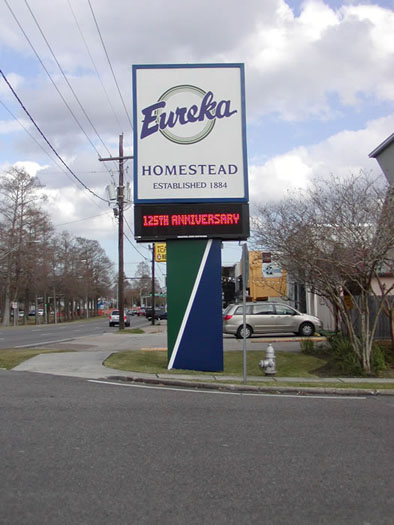 Eureka
HOMESTEAD
ESTABLISHED 1884
125TH ANNIVERSARY